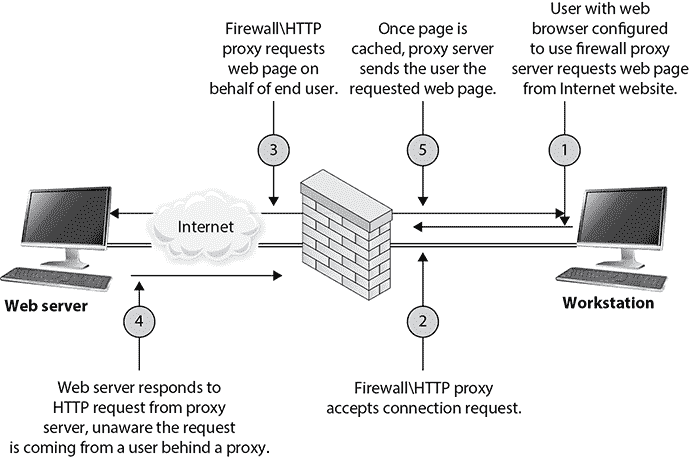 Firewall\HTTP
proxy requests
web page on
behalf of end user.
Once page is
cached, proxy server
sends the user the
requested web page.
User with web
browser configured
to use firewall proxy
server requests web page
from Internet website.
3
5
1
Internet
Web server
Workstation
4
2
Web server responds to
HTTP request from proxy
server, unaware the request
is coming from a user behind a proxy.
Firewall\HTTP proxy
accepts connection request.